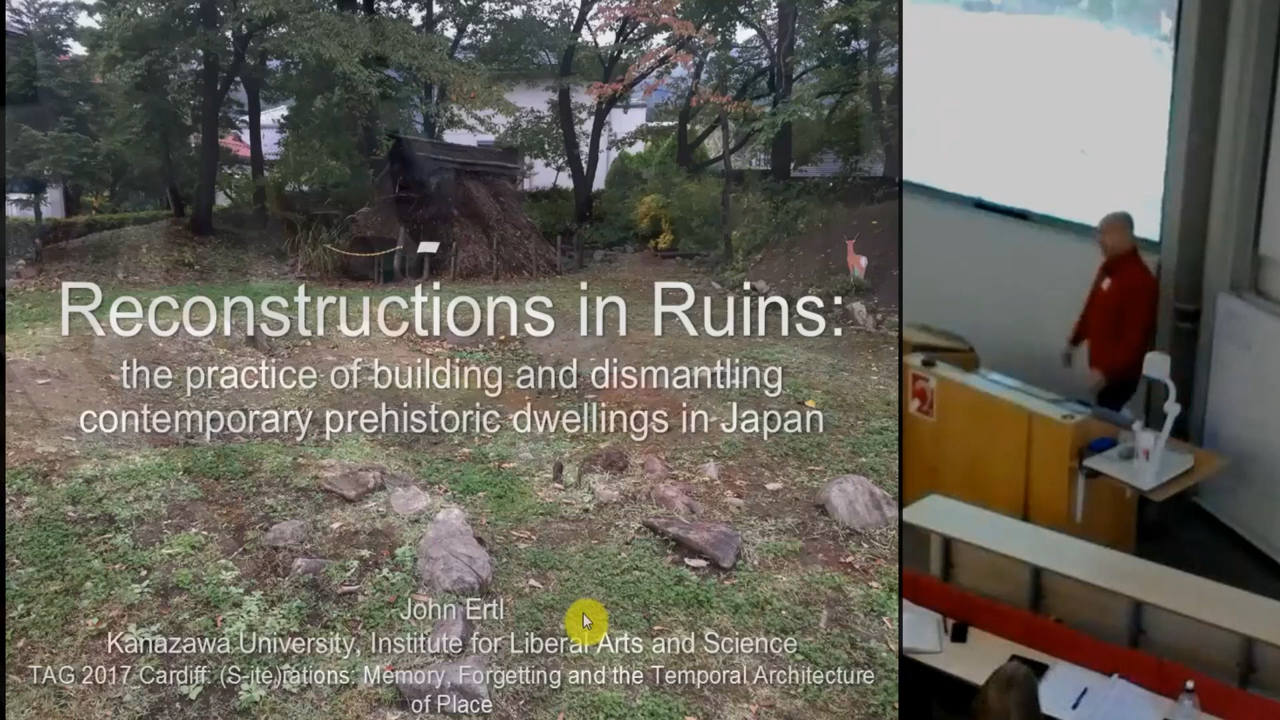 Reconstructions in Ruins:
the practice of building and dismantling
contemporary prehistoric dwellings in Japan
John Ertl
Kanazawa University, Institute for Liberal Arts and Science
TAG 2017 Cardiff: (S-ite)rations: Memory, Forgetting and the Temporal Architecture
of Place